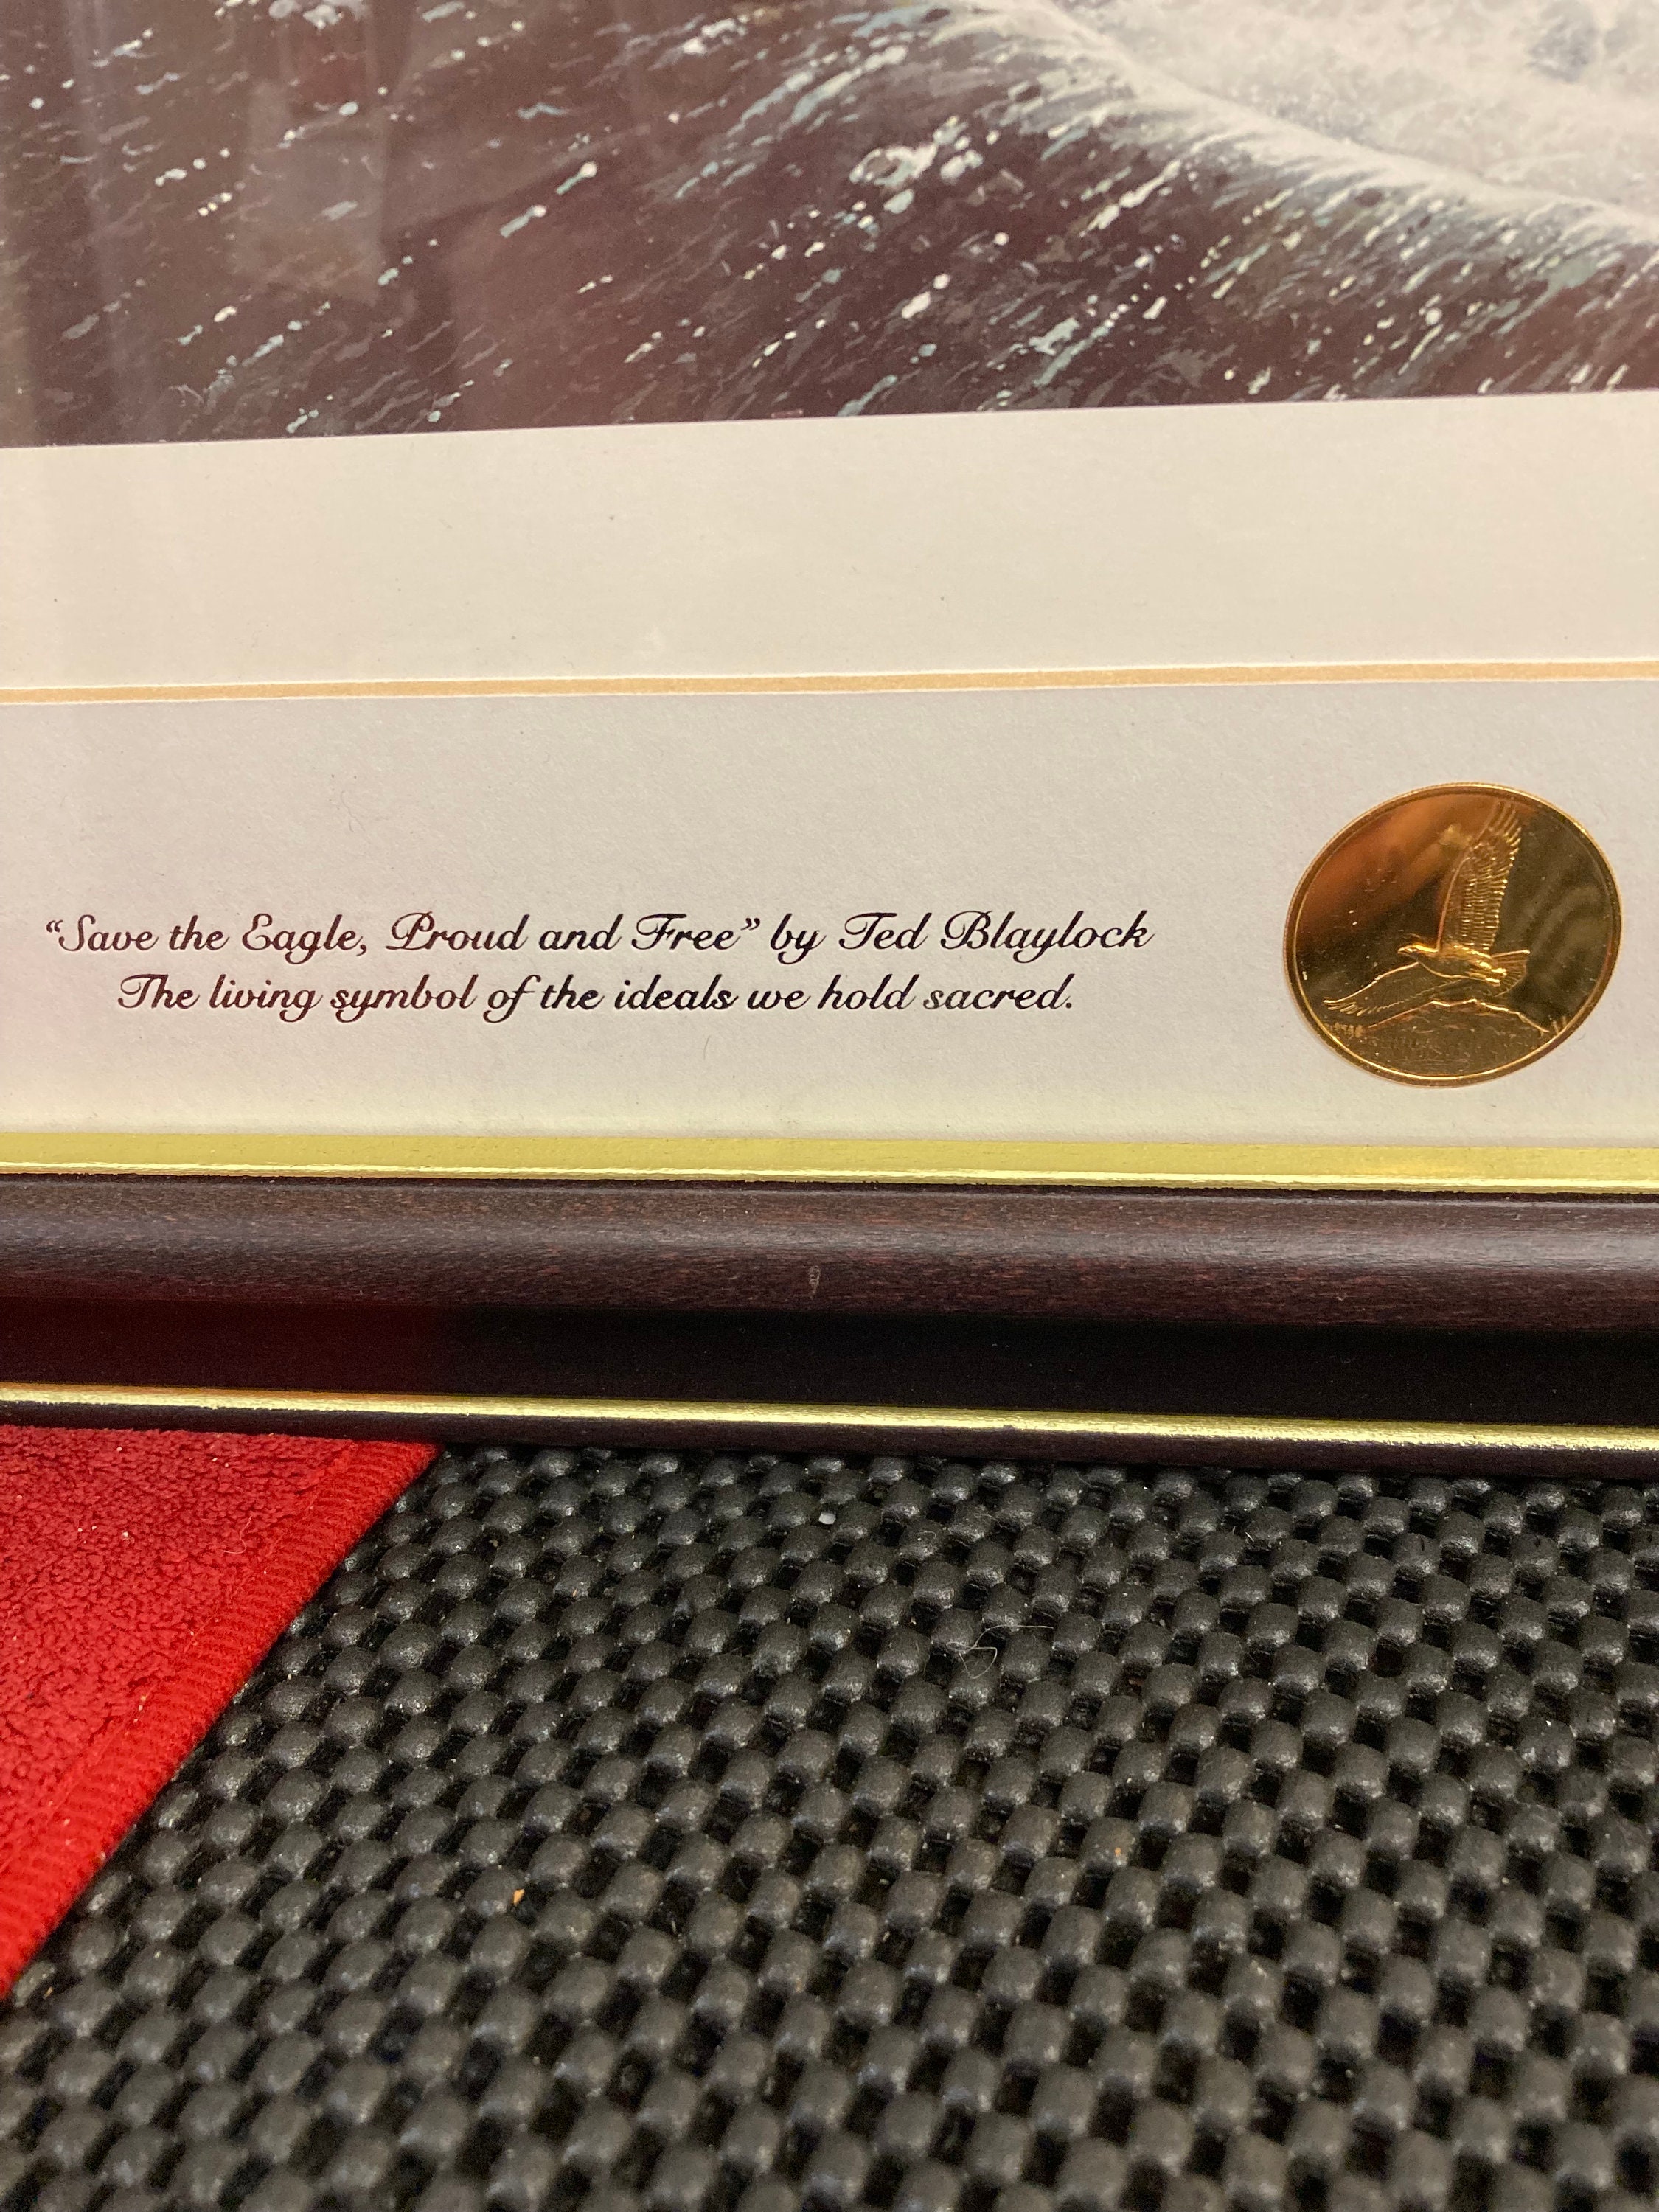 “Save the Eagle, Proud and Free” by Ted Blaylock
The living symbol of the ideals we hold sacred.